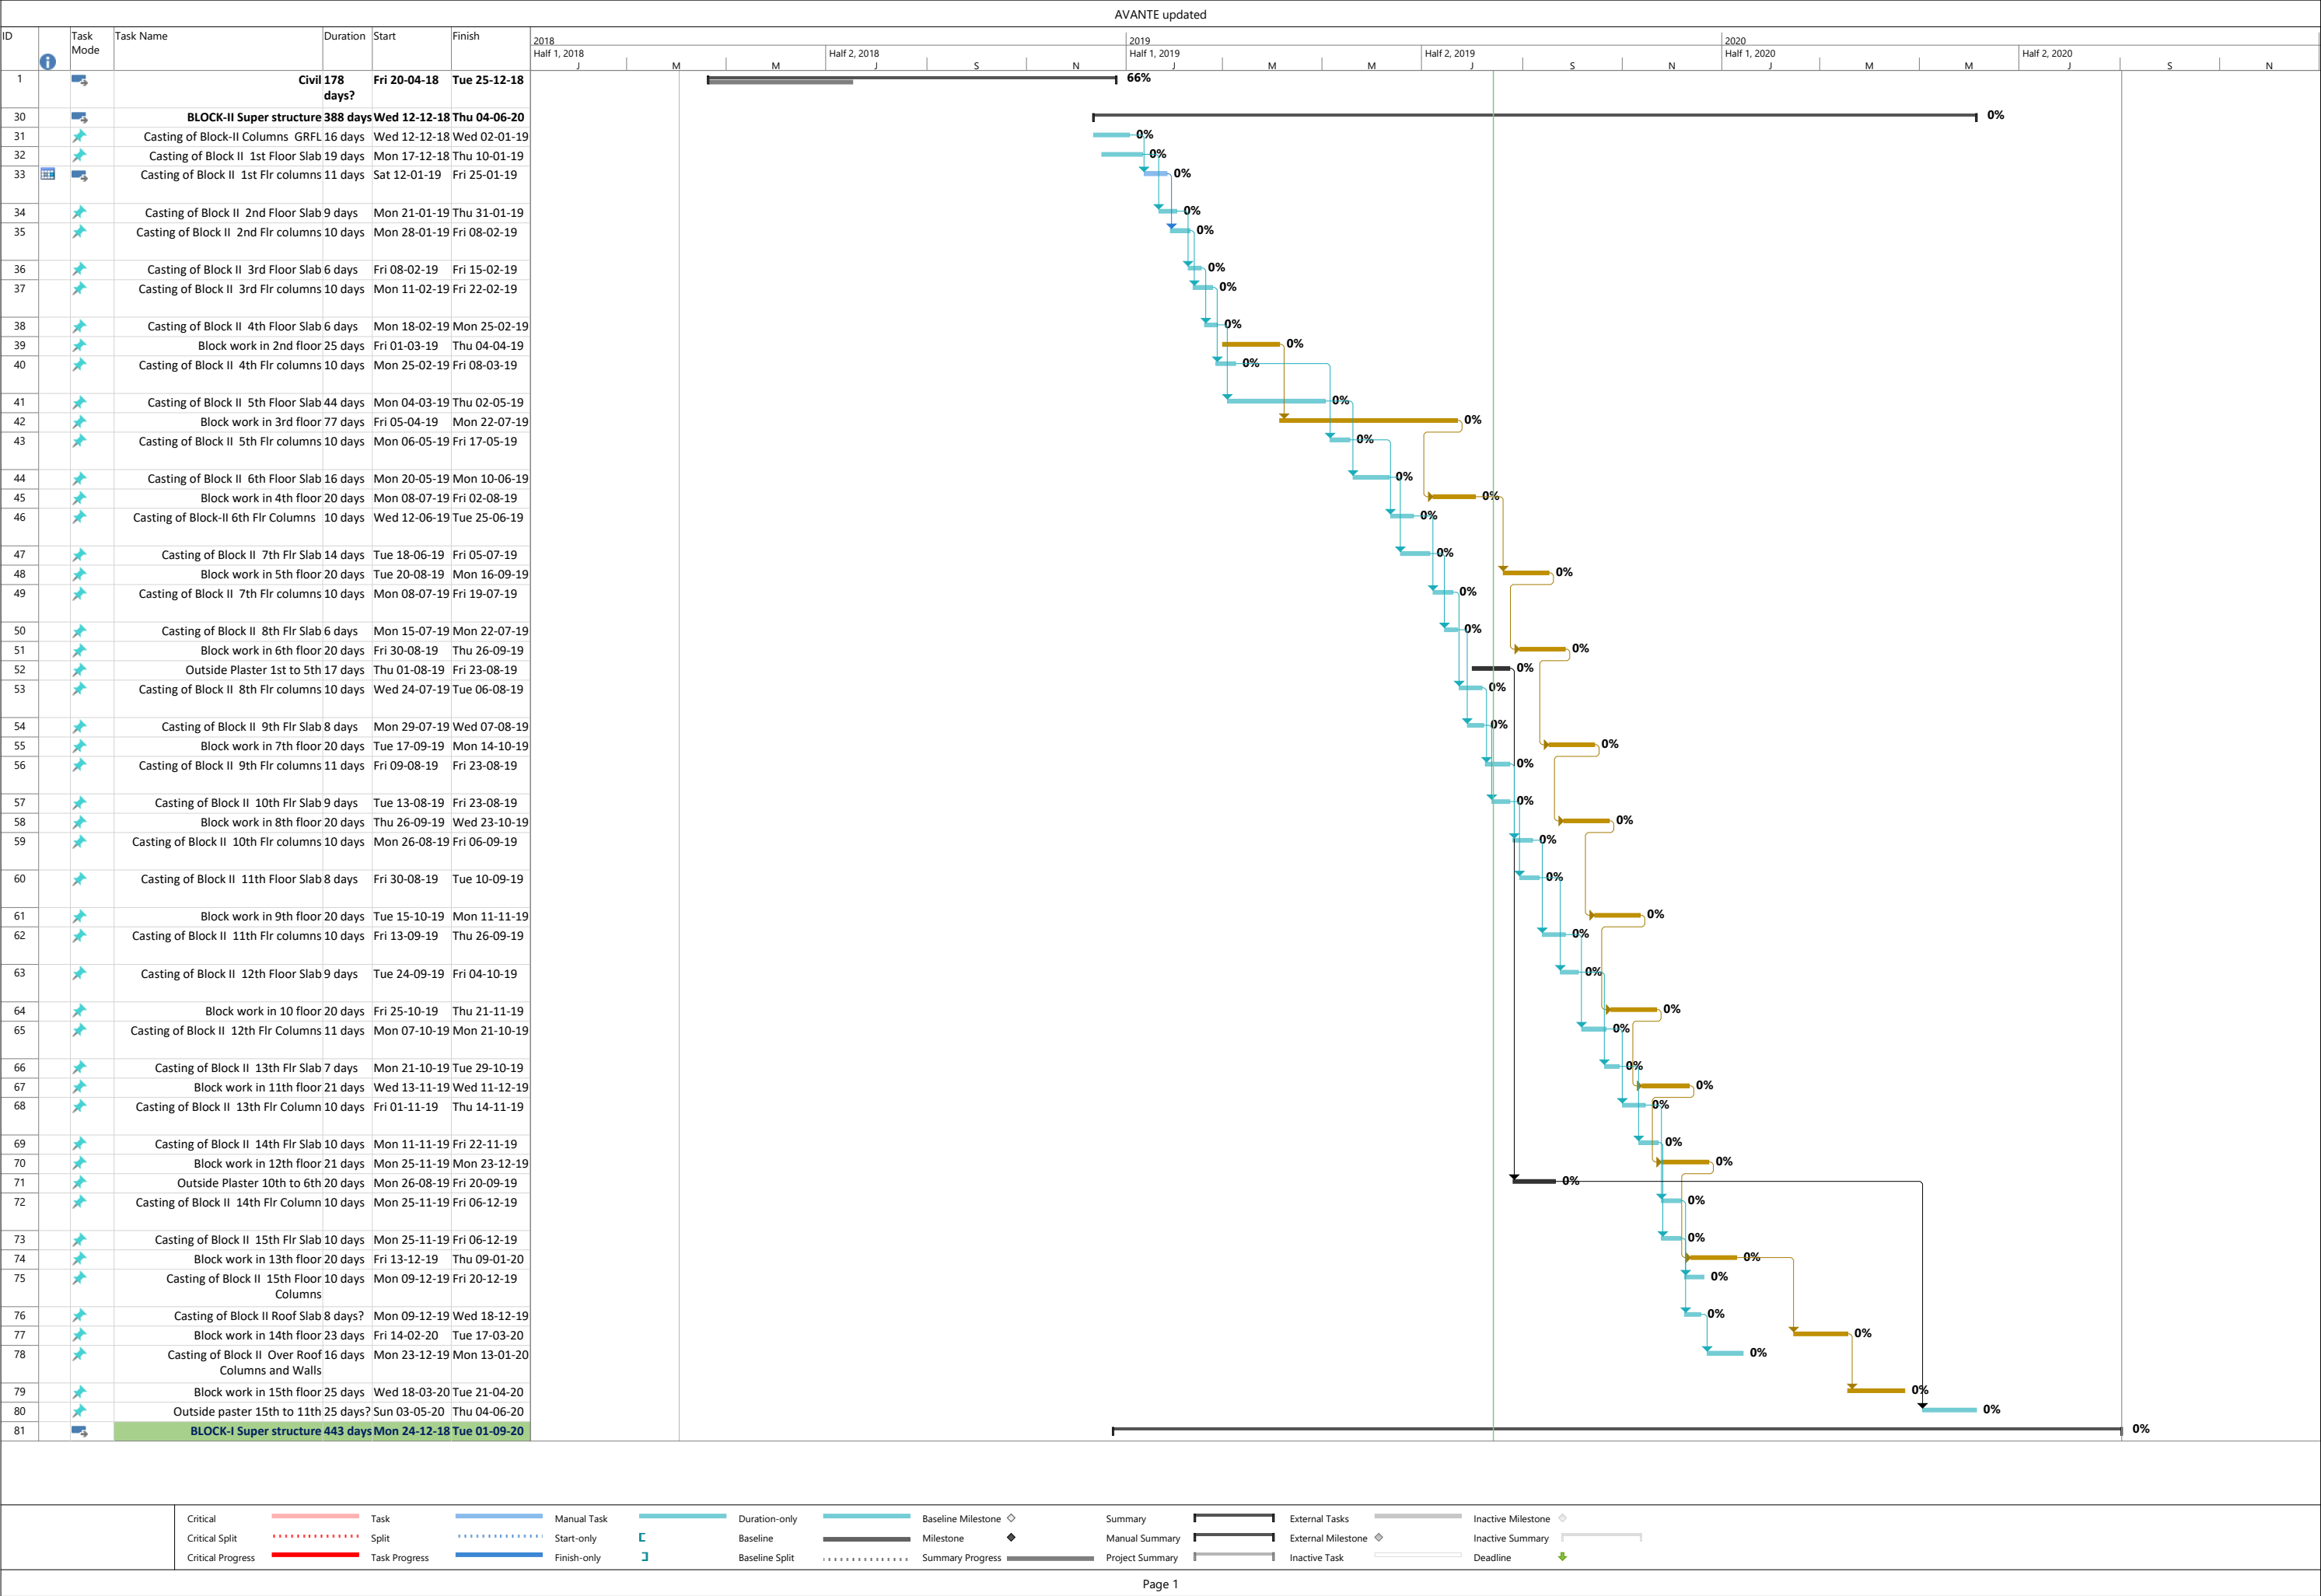 AVANTE updated
ID Task Mode Task Name Duration Start Finish
2018 2019 2020
Half 1, 2018 Half 2, 2018 Half 1, 2019 Half 2, 2019 Half 1, 2020 Half 2, 2020
J M M J S N J M M J S N J M M J S N
1 Civil 178 days? Fri 20-04-18 Tue 25-12-18 66%
30 BLOCK-II Super structure 388 days Wed 12-12-18 Thu 04-06-20 0%
31 Casting of Block-II Columns GRFL 16 days Wed 12-12-18 Wed 02-01-19 0%
32 Casting of Block II 1st Floor Slab 19 days Mon 17-12-18 Thu 10-01-19 0%
33 Casting of Block II 1st Flr columns 11 days Sat 12-01-19 Fri 25-01-19 0%
34 Casting of Block II 2nd Floor Slab 9 days Mon 21-01-19 Thu 31-01-19 0%
35 Casting of Block II 2nd Flr columns 10 days Mon 28-01-19 Fri 08-02-19 0%
36 Casting of Block II 3rd Floor Slab 6 days Fri 08-02-19 Fri 15-02-19 0%
37 Casting of Block II 3rd Flr columns 10 days Mon 11-02-19 Fri 22-02-19 0%
38 Casting of Block II 4th Floor Slab 6 days Mon 18-02-19 Mon 25-02-19 0%
39 Block work in 2nd floor 25 days Fri 01-03-19 Thu 04-04-19 0%
40 Casting of Block II 4th Flr columns 10 days Mon 25-02-19 Fri 08-03-19 0%
41 Casting of Block II 5th Floor Slab 44 days Mon 04-03-19 Thu 02-05-19 0%
42 Block work in 3rd floor 77 days Fri 05-04-19 Mon 22-07-19 0%
43 Casting of Block II 5th Flr columns 10 days Mon 06-05-19 Fri 17-05-19 0%
44 Casting of Block II 6th Floor Slab 16 days Mon 20-05-19 Mon 10-06-19 0%
45 Block work in 4th floor 20 days Mon 08-07-19 Fri 02-08-19 0%
46 Casting of Block-II 6th Flr Columns 10 days Wed 12-06-19 Tue 25-06-19 0%
47 Casting of Block II 7th Flr Slab 14 days Tue 18-06-19 Fri 05-07-19 0%
48 Block work in 5th floor 20 days Tue 20-08-19 Mon 16-09-19 0%
49 Casting of Block II 7th Flr columns 10 days Mon 08-07-19 Fri 19-07-19 0%
50 Casting of Block II 8th Flr Slab 6 days Mon 15-07-19 Mon 22-07-19 0%
51 Block work in 6th floor 20 days Fri 30-08-19 Thu 26-09-19 0%
52 Outside Plaster 1st to 5th 17 days Thu 01-08-19 Fri 23-08-19 0%
53 Casting of Block II 8th Flr columns 10 days Wed 24-07-19 Tue 06-08-19 0%
54 Casting of Block II 9th Flr Slab 8 days Mon 29-07-19 Wed 07-08-19 0%
55 Block work in 7th floor 20 days Tue 17-09-19 Mon 14-10-19 0%
56 Casting of Block II 9th Flr columns 11 days Fri 09-08-19 Fri 23-08-19 0%
57 Casting of Block II 10th Flr Slab 9 days Tue 13-08-19 Fri 23-08-19 0%
58 Block work in 8th floor 20 days Thu 26-09-19 Wed 23-10-19 0%
59 Casting of Block II 10th Flr columns 10 days Mon 26-08-19 Fri 06-09-19 0%
60 Casting of Block II 11th Floor Slab 8 days Fri 30-08-19 Tue 10-09-19 0%
61 Block work in 9th floor 20 days Tue 15-10-19 Mon 11-11-19 0%
62 Casting of Block II 11th Flr columns 10 days Fri 13-09-19 Thu 26-09-19 0%
63 Casting of Block II 12th Floor Slab 9 days Tue 24-09-19 Fri 04-10-19 0%
64 Block work in 10 floor 20 days Fri 25-10-19 Thu 21-11-19 0%
65 Casting of Block II 12th Flr Columns 11 days Mon 07-10-19 Mon 21-10-19 0%
66 Casting of Block II 13th Flr Slab 7 days Mon 21-10-19 Tue 29-10-19 0%
67 Block work in 11th floor 21 days Wed 13-11-19 Wed 11-12-19 0%
68 Casting of Block II 13th Flr Column 10 days Fri 01-11-19 Thu 14-11-19 0%
69 Casting of Block II 14th Flr Slab 10 days Mon 11-11-19 Fri 22-11-19 0%
70 Block work in 12th floor 21 days Mon 25-11-19 Mon 23-12-19 0%
71 Outside Plaster 10th to 6th 20 days Mon 26-08-19 Fri 20-09-19 0%
72 Casting of Block II 14th Flr Column 10 days Mon 25-11-19 Fri 06-12-19 0%
73 Casting of Block II 15th Flr Slab 10 days Mon 25-11-19 Fri 06-12-19 0%
74 Block work in 13th floor 20 days Fri 13-12-19 Thu 09-01-20 0%
75 Casting of Block II 15th Floor Columns 10 days Mon 09-12-19 Fri 20-12-19 0%
76 Casting of Block II Roof Slab 8 days? Mon 09-12-19 Wed 18-12-19 0%
77 Block work in 14th floor 23 days Fri 14-02-20 Tue 17-03-20 0%
78 Casting of Block II Over Roof Columns and Walls 16 days Mon 23-12-19 Mon 13-01-20 0%
79 Block work in 15th floor 25 days Wed 18-03-20 Tue 21-04-20 0%
80 Outside paster 15th to 11th 25 days? Sun 03-05-20 Thu 04-06-20 0%
81 BLOCK-I Super structure 443 days Mon 24-12-18 Tue 01-09-20 0%
Critical Task Manual Task Duration-only Baseline Milestone Summary External Tasks Inactive Milestone
Critical Split Split Start-only Baseline Milestone Manual Summary External Milestone Inactive Summary
Critical Progress Task Progress Finish-only Baseline Split Summary Progress Project Summary Inactive Task Deadline
Page 1